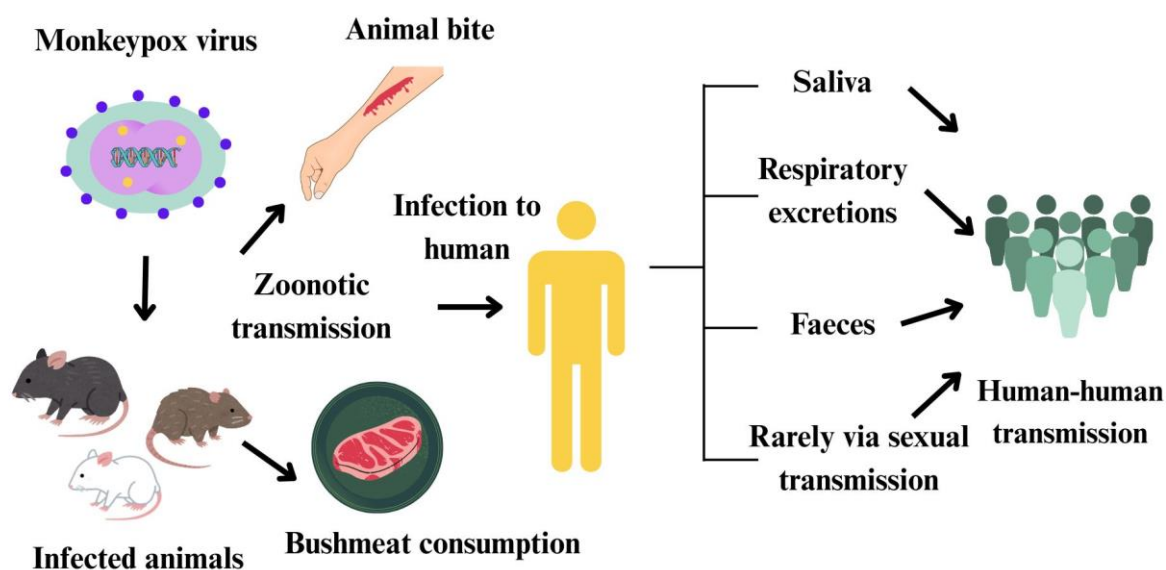 Monkeypox virus
Animal bite
Infection to
human
Zoonotic
transmission
Infected animals
Bushmeat consumption
Saliva
Respiratory
excretions
Faeces
Rarely via sexual
transmission
Human-human
transmission